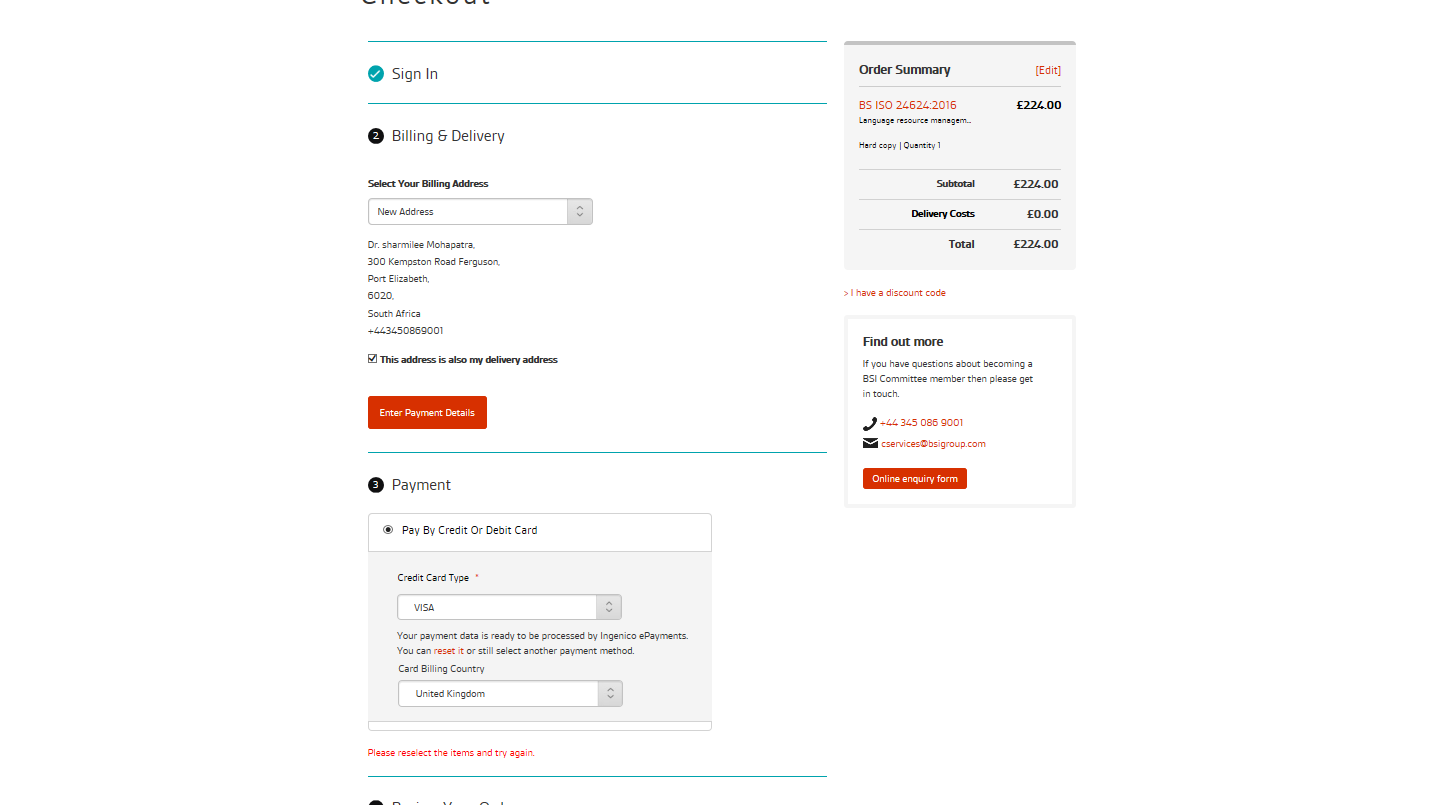 Checkout
Sign In
2 Billing & Delivery
Select Your Billing Address
New Address
Dr. sharmilee Mohapatra,
300 Kempston Road Ferguson,
Port Elizabeth,
6020,
South Africa
+443450869001
This address is also my delivery address
Enter Payment Details
3 Payment
Pay By Credit Or Debit Card
Credit Card Type *
VISA
Your payment data is ready to be processed by Ingenico ePayments.
You can reset it or still select another payment method.
Card Billing Country
United Kingdom
Please reselect the items and try again.
Order Summary [Edit]
BS ISO 24624:2016 £224.00
Language resource managem...
Hard copy | Quantity 1
Subtotal £224.00
Delivery Costs £0.00
Total £224.00
> I have a discount code
Find out more
If you have questions about becoming a
BSI Committee member then please get
in touch.
+44 345 086 9001
cservices@bsigroup.com
Online enquiry form